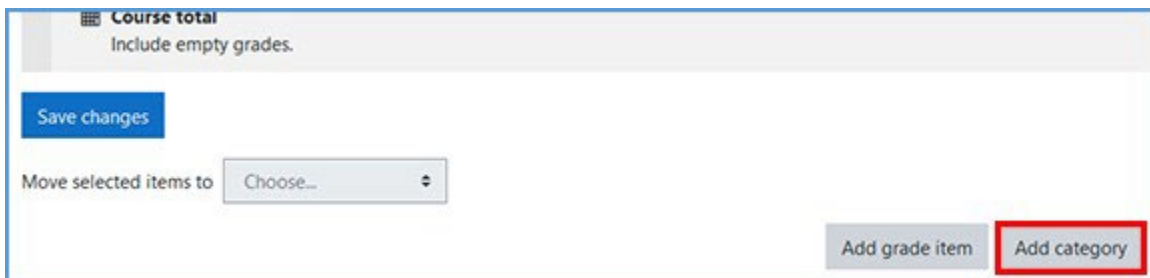 Course total
Include empty grades.
Save changes
Move selected items to Choose...
Add grade item Add category